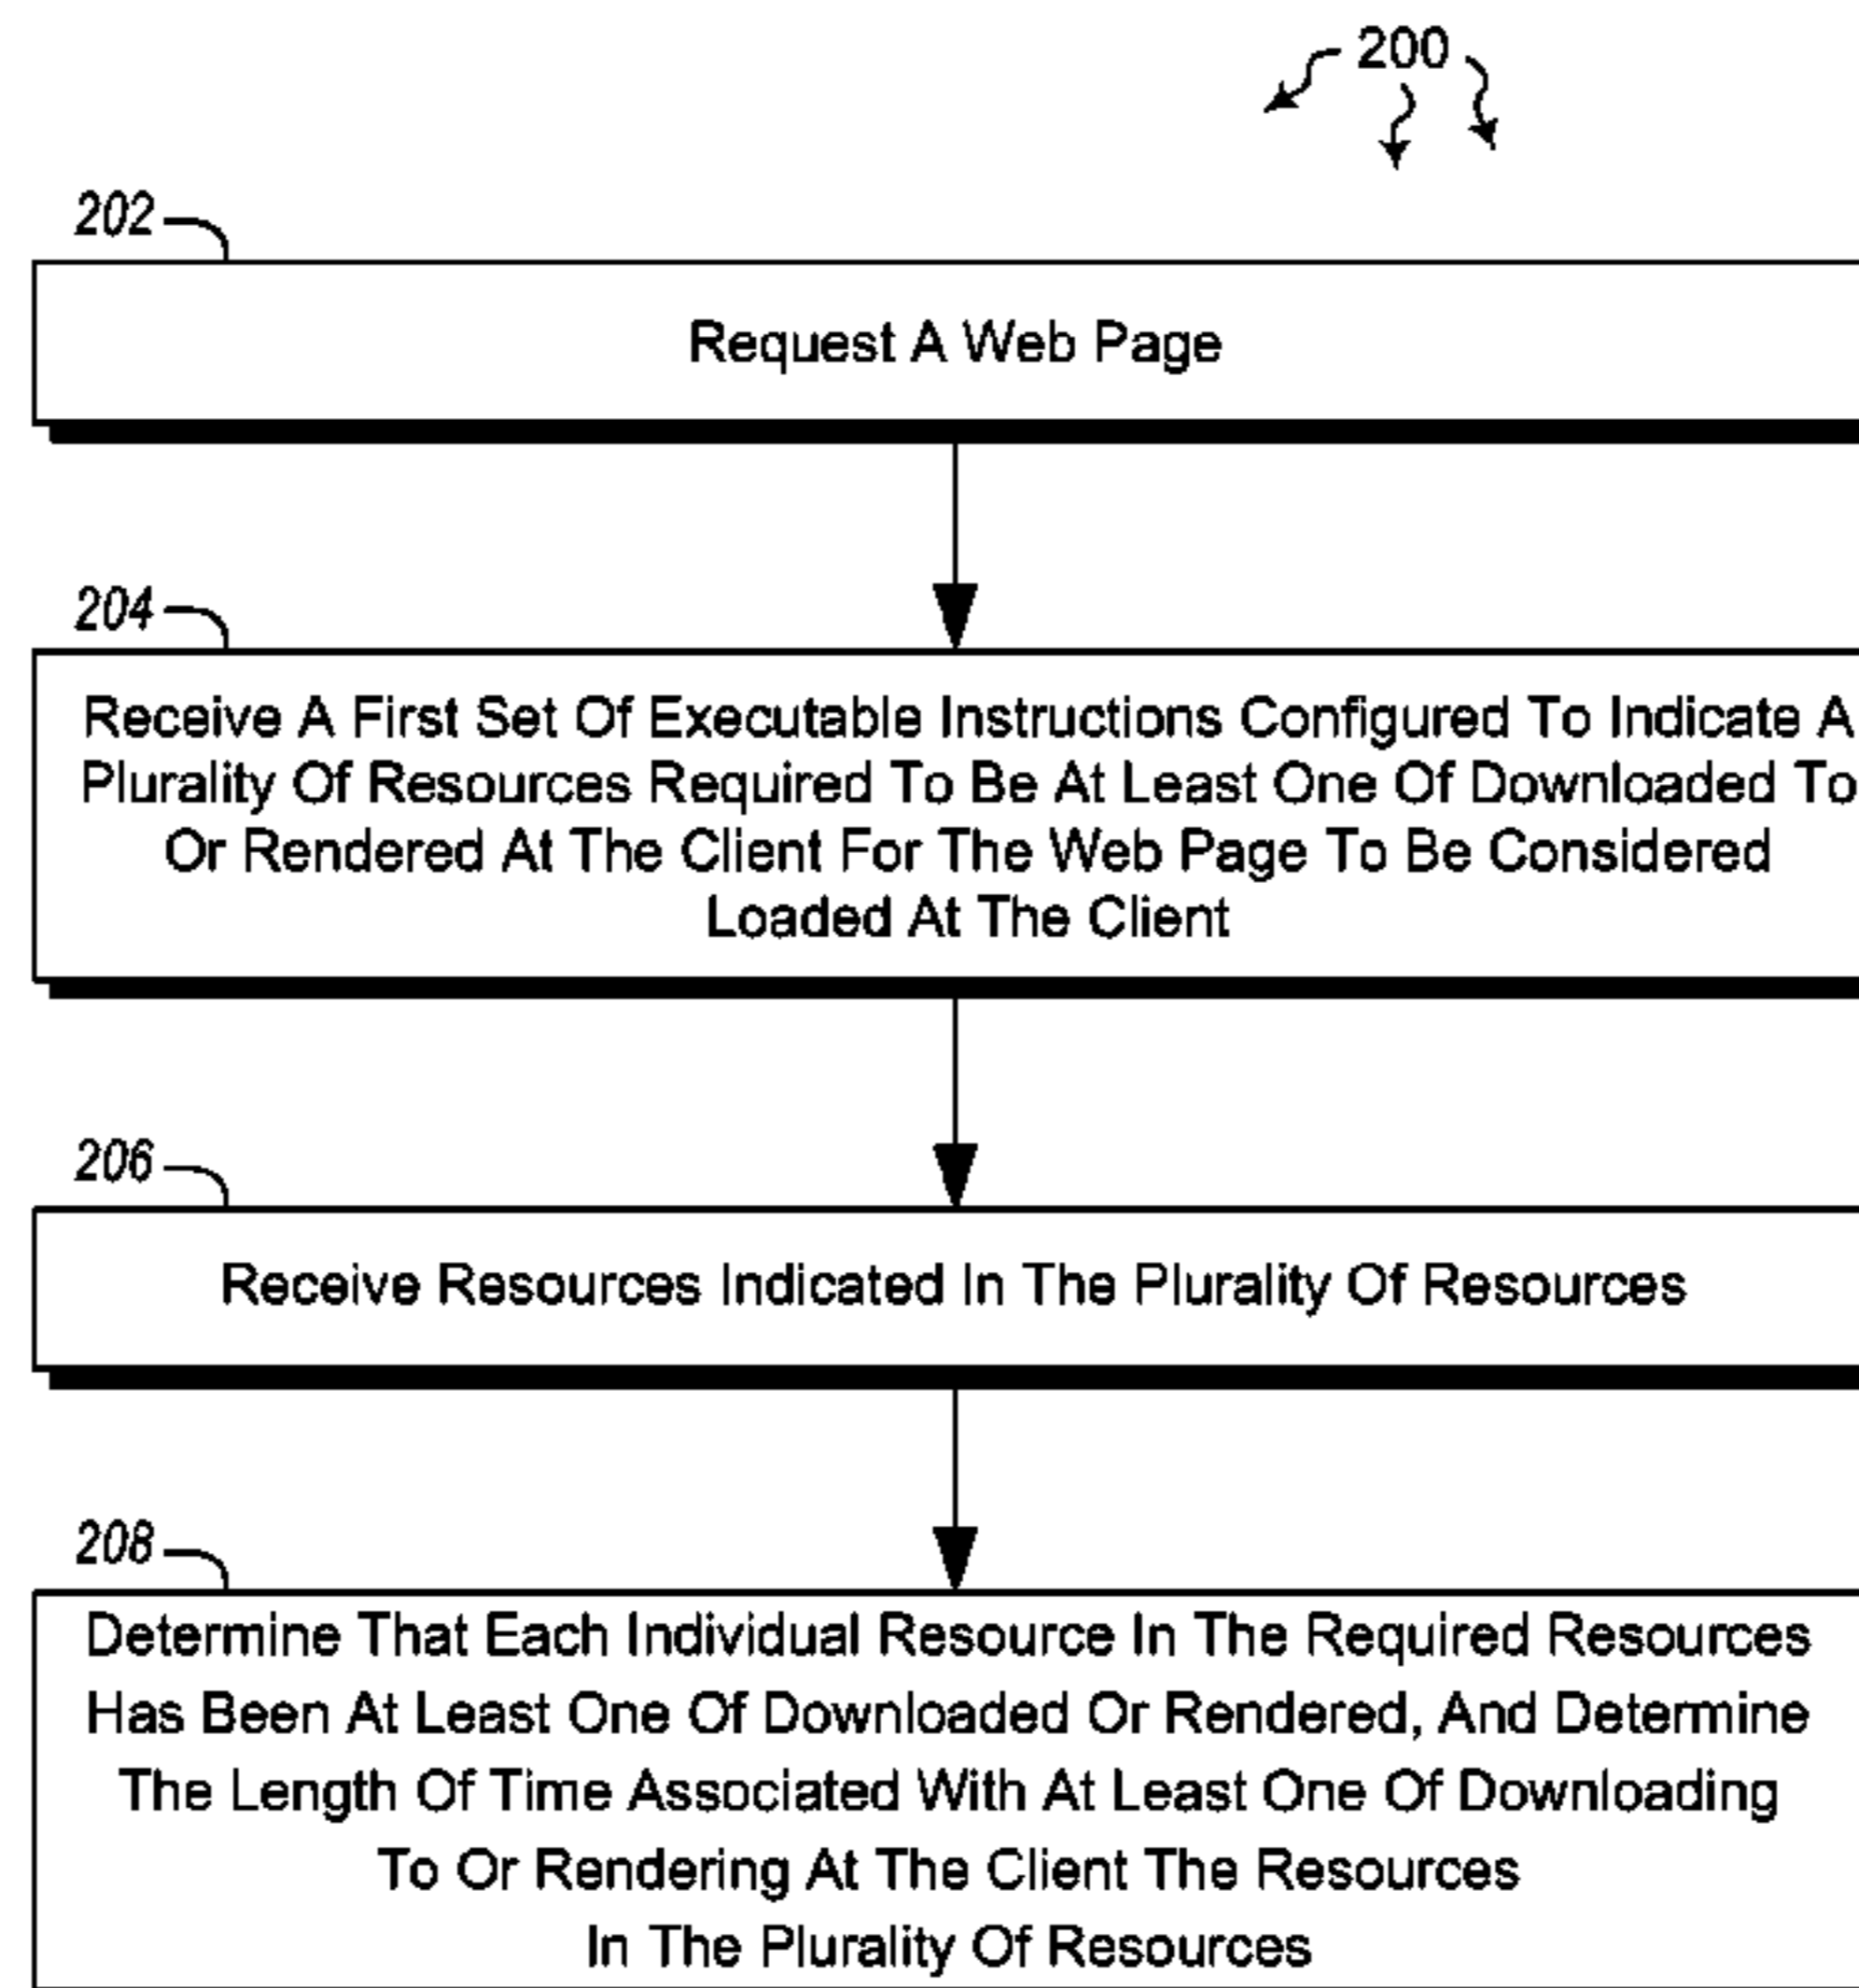 200
202
Request A Web Page
204
Receive A First Set Of Executable Instructions Configured To Indicate A
Plurality Of Resources Required To Be At Least One Of Downloaded To
Or Rendered At The Client For The Web Page To Be Considered
Loaded At The Client
206
Receive Resources Indicated In The Plurality Of Resources
208
Determine That Each Individual Resource In The Required Resources
Has Been At Least One Of Downloaded Or Rendered, And Determine
The Length Of Time Associated With At Least One Of Downloading
To Or Rendering At The Client The Resources
In The Plurality Of Resources